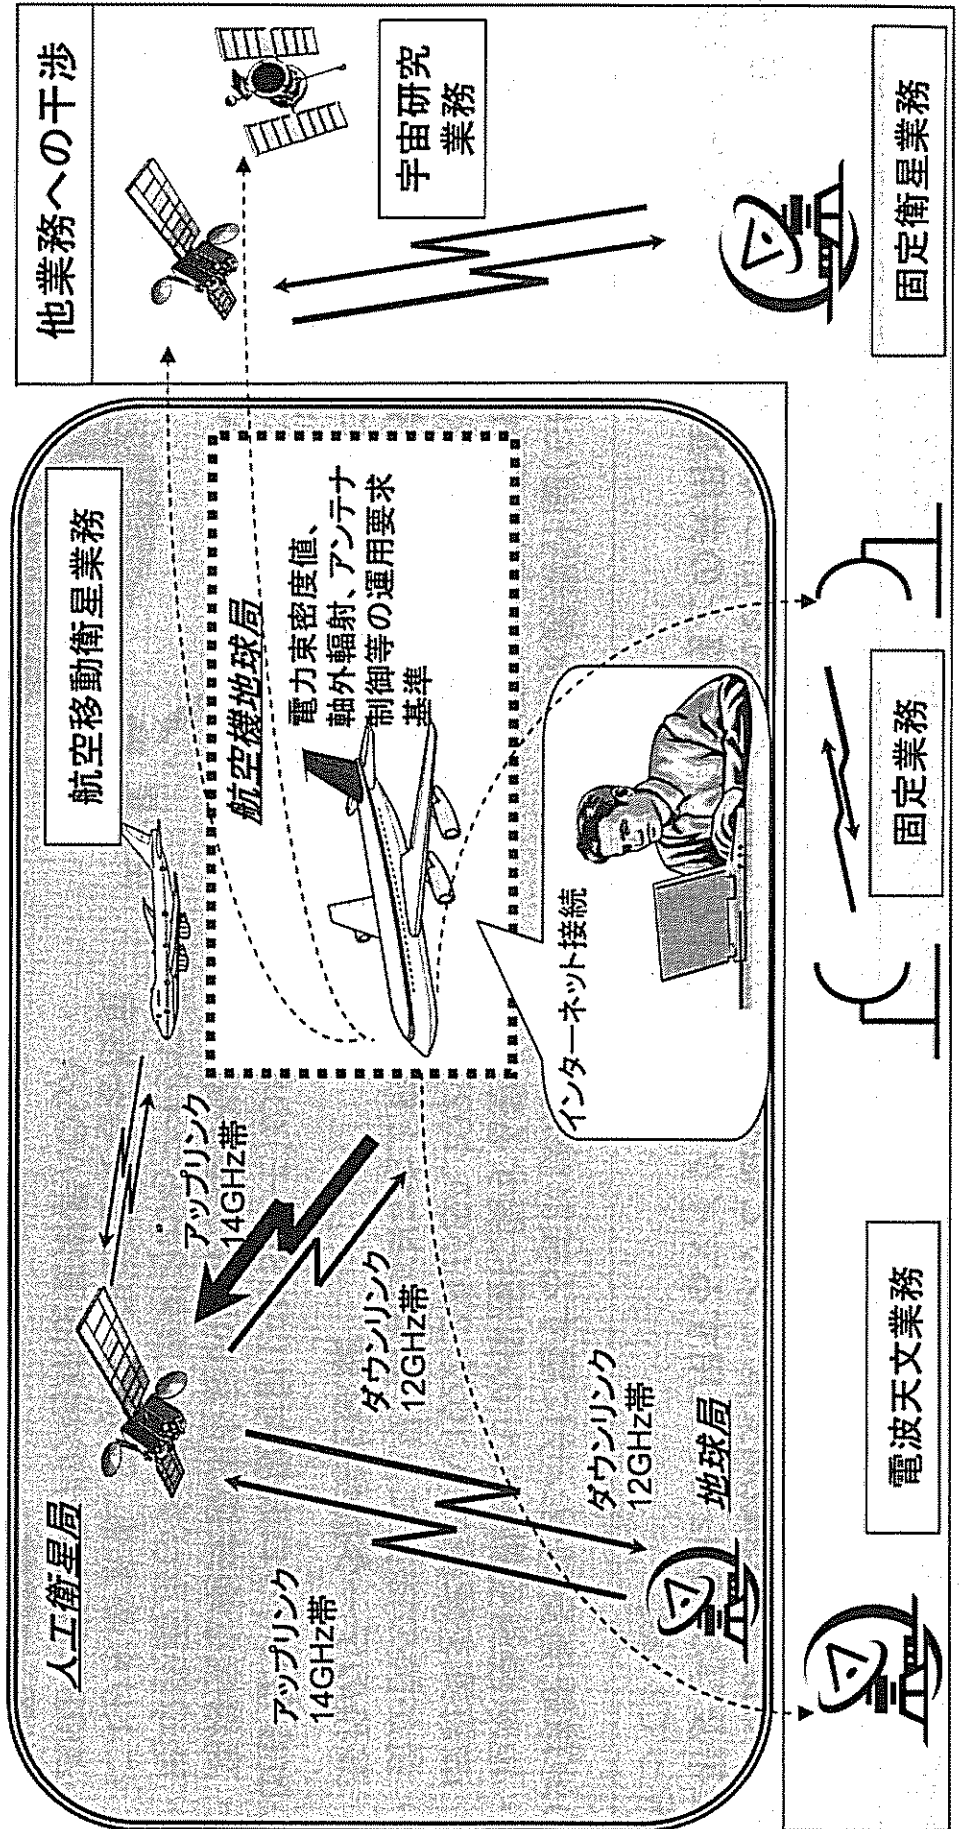 他業務への干渉
宇宙研究
業務
固定衛星業務
航空移動衛星業務
航空機地球局
電力束密度値、
軸外輻射、アンテナ
制御等の運用要求
基準
人工衛星局
アップリンク
14GHz帯
ダウンリンク
12GHz帯
アップリンク
14GHz帯
ダウンリンク
12GHz帯
地球局
インターネット接続
電波天文業務
固定業務